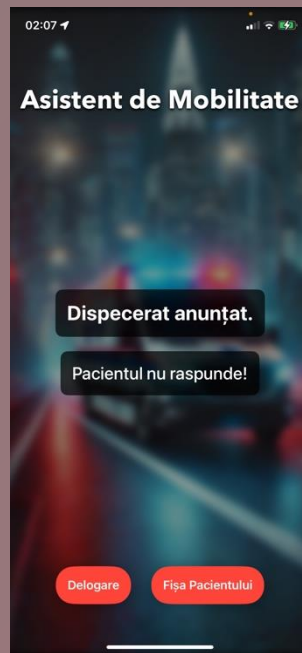 02:07
Asistent de Mobilitate
Dispecerat anunțat.
Pacientul nu raspunde!
Delogare
Fișa Pacientului